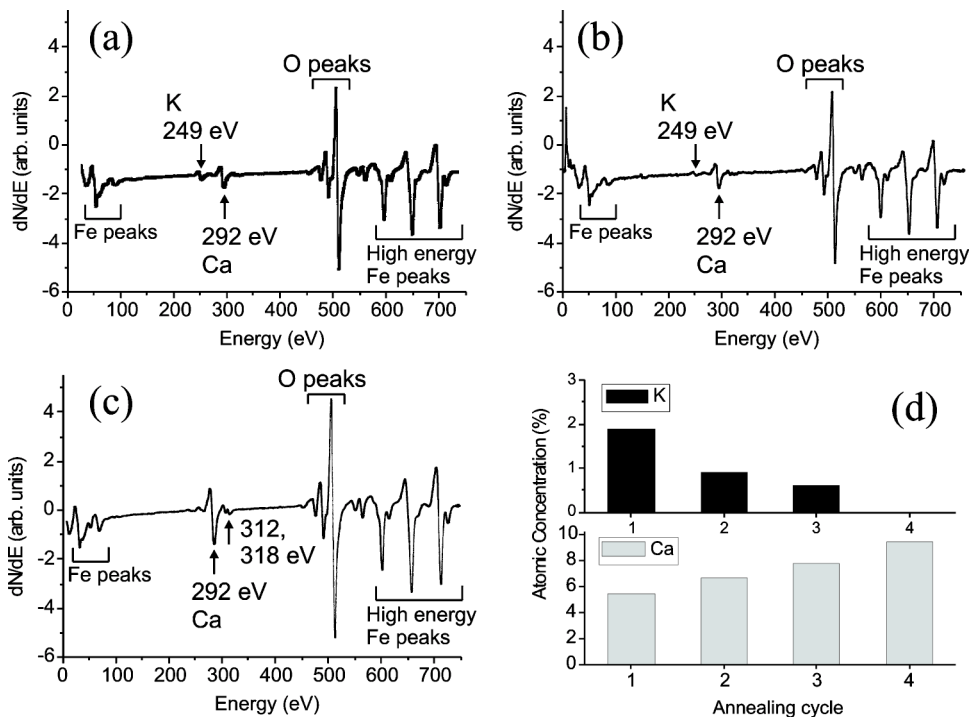 (a)
4
2
0
-2
-4
-6
dN/dE (arb. units)
O peaks
K
249 eV
292 eV
Ca
Fe peaks
High energy
Fe peaks
0 100 200 300 400 500 600 700
Energy (eV)
(b)
4
2
0
-2
-4
-6
dN/dE (arb. units)
O peaks
K
249 eV
292 eV
Ca
Fe peaks
High energy
Fe peaks
0 100 200 300 400 500 600 700
Energy (eV)
(c)
4
2
0
-2
-4
-6
dN/dE (arb. units)
O peaks
312,
318 eV
292 eV
Ca
Fe peaks
High energy
Fe peaks
0 100 200 300 400 500 600 700
Energy (eV)
(d)
Atomic Concentration (%)
3
2
1
0
K
1 2 3 4
10
8
6
4
2
0
Ca
1 2 3 4
Annealing cycle